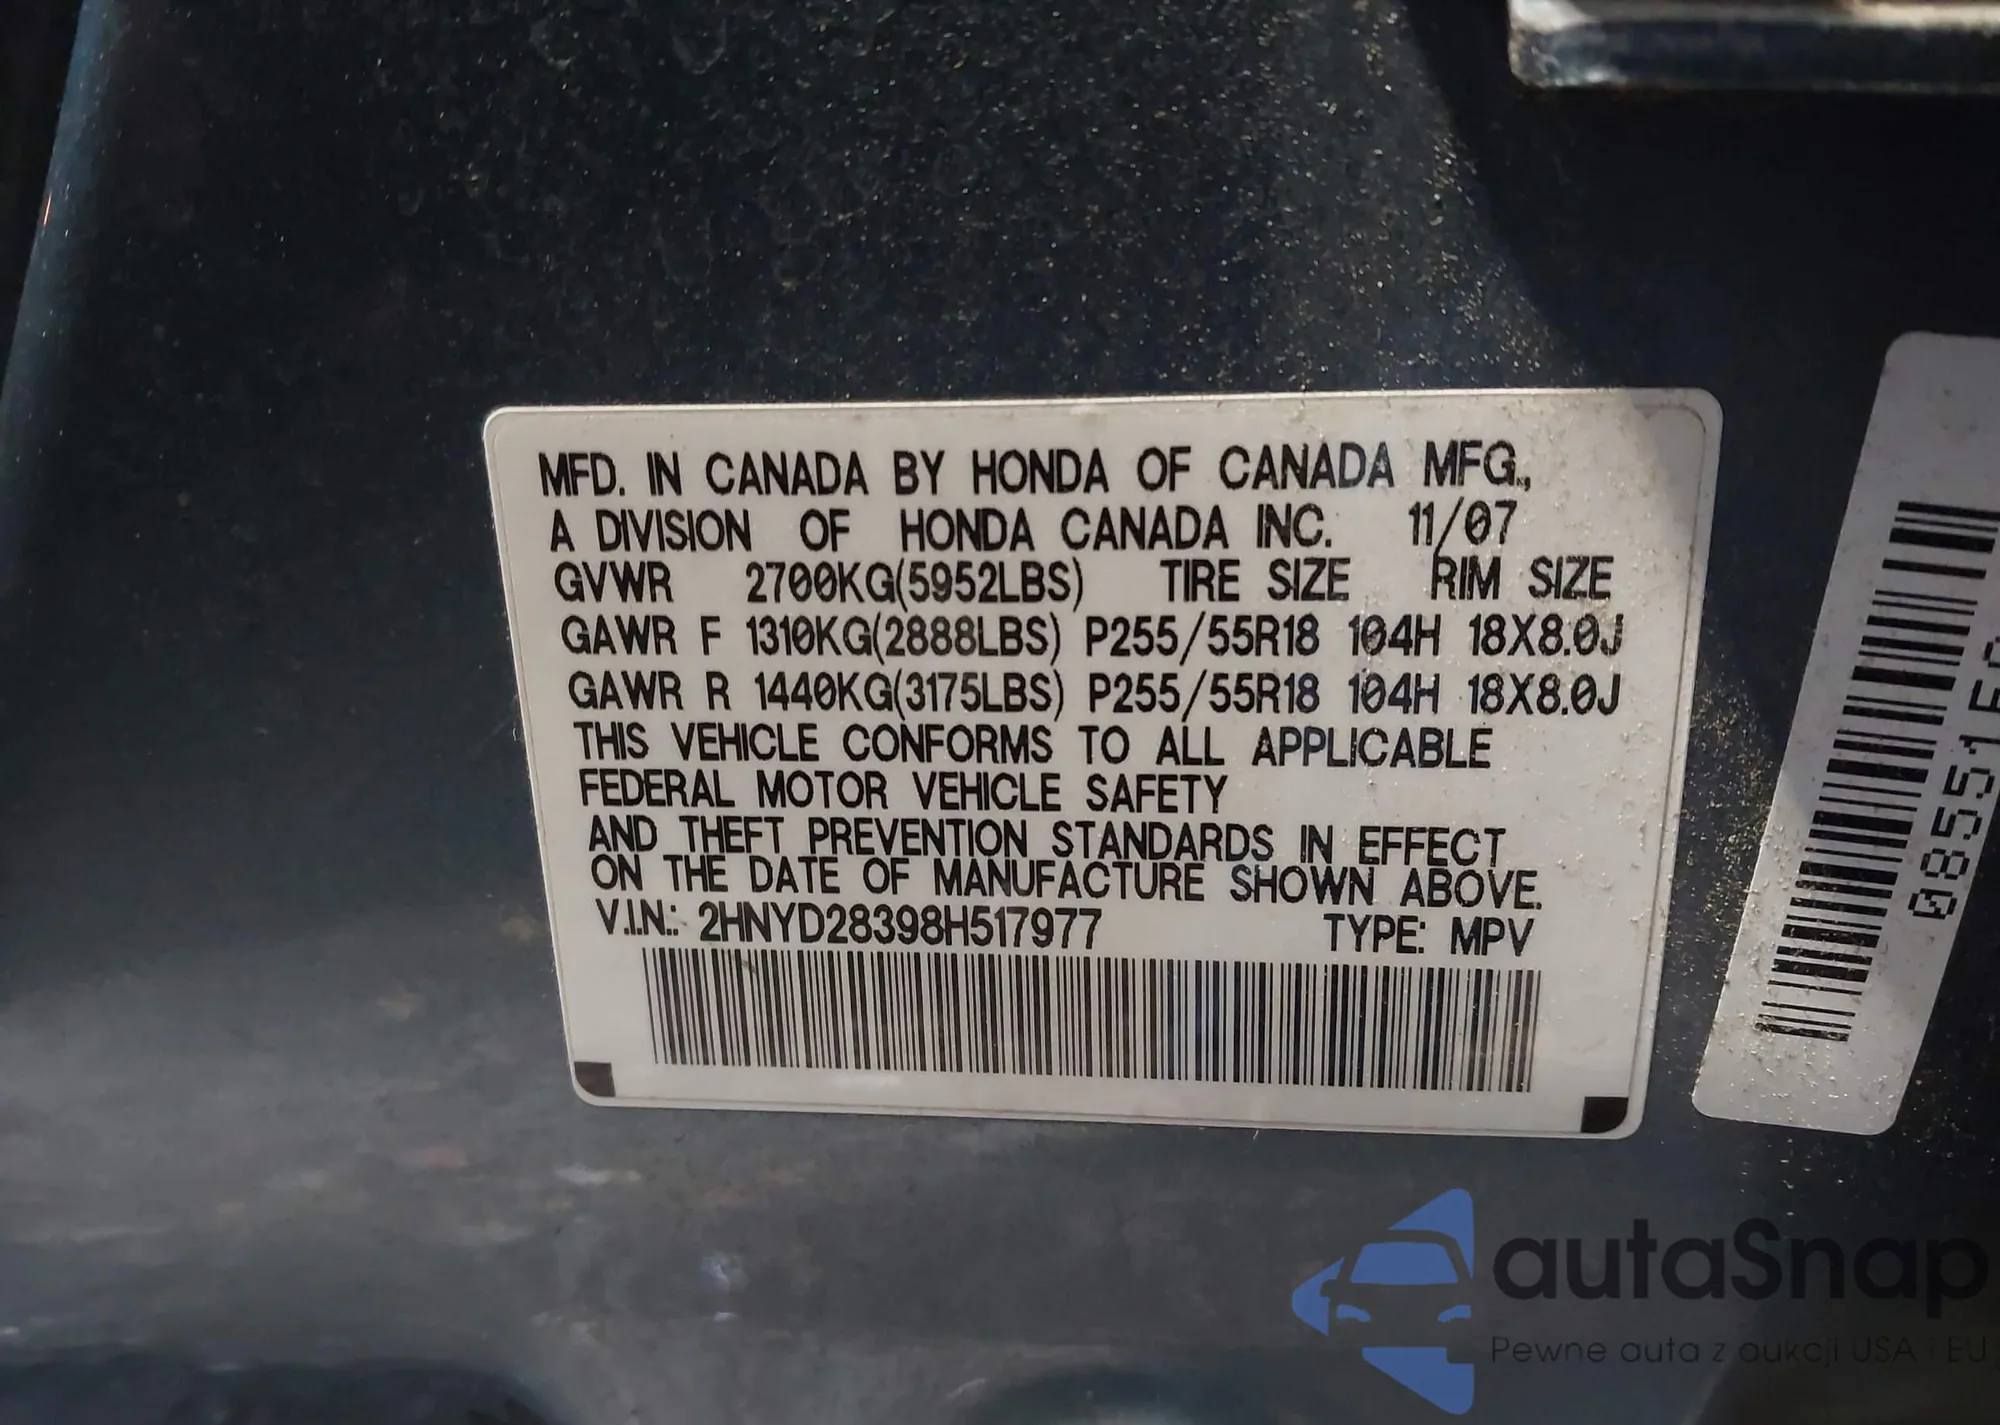 MFD. IN CANADA BY HONDA OF CANADA MFG.,
A DIVISION OF HONDA CANADA INC. 11/07
GVWR 2700KG(5952LBS) TIRE SIZE RIM SIZE
GAWR F 1310KG(2888LBS) P255/55R18 104H 18X8.0J
GAWR R 1440KG(3175LBS) P255/55R18 104H 18X8.0J
THIS VEHICLE CONFORMS TO ALL APPLICABLE
FEDERAL MOTOR VEHICLE SAFETY
AND THEFT PREVENTION STANDARDS IN EFFECT
ON THE DATE OF MANUFACTURE SHOWN ABOVE.
V.I.N.: 2HNYD28398H517977 TYPE: MPV
autaSnap
Pewne auta z aukcji USA i EU